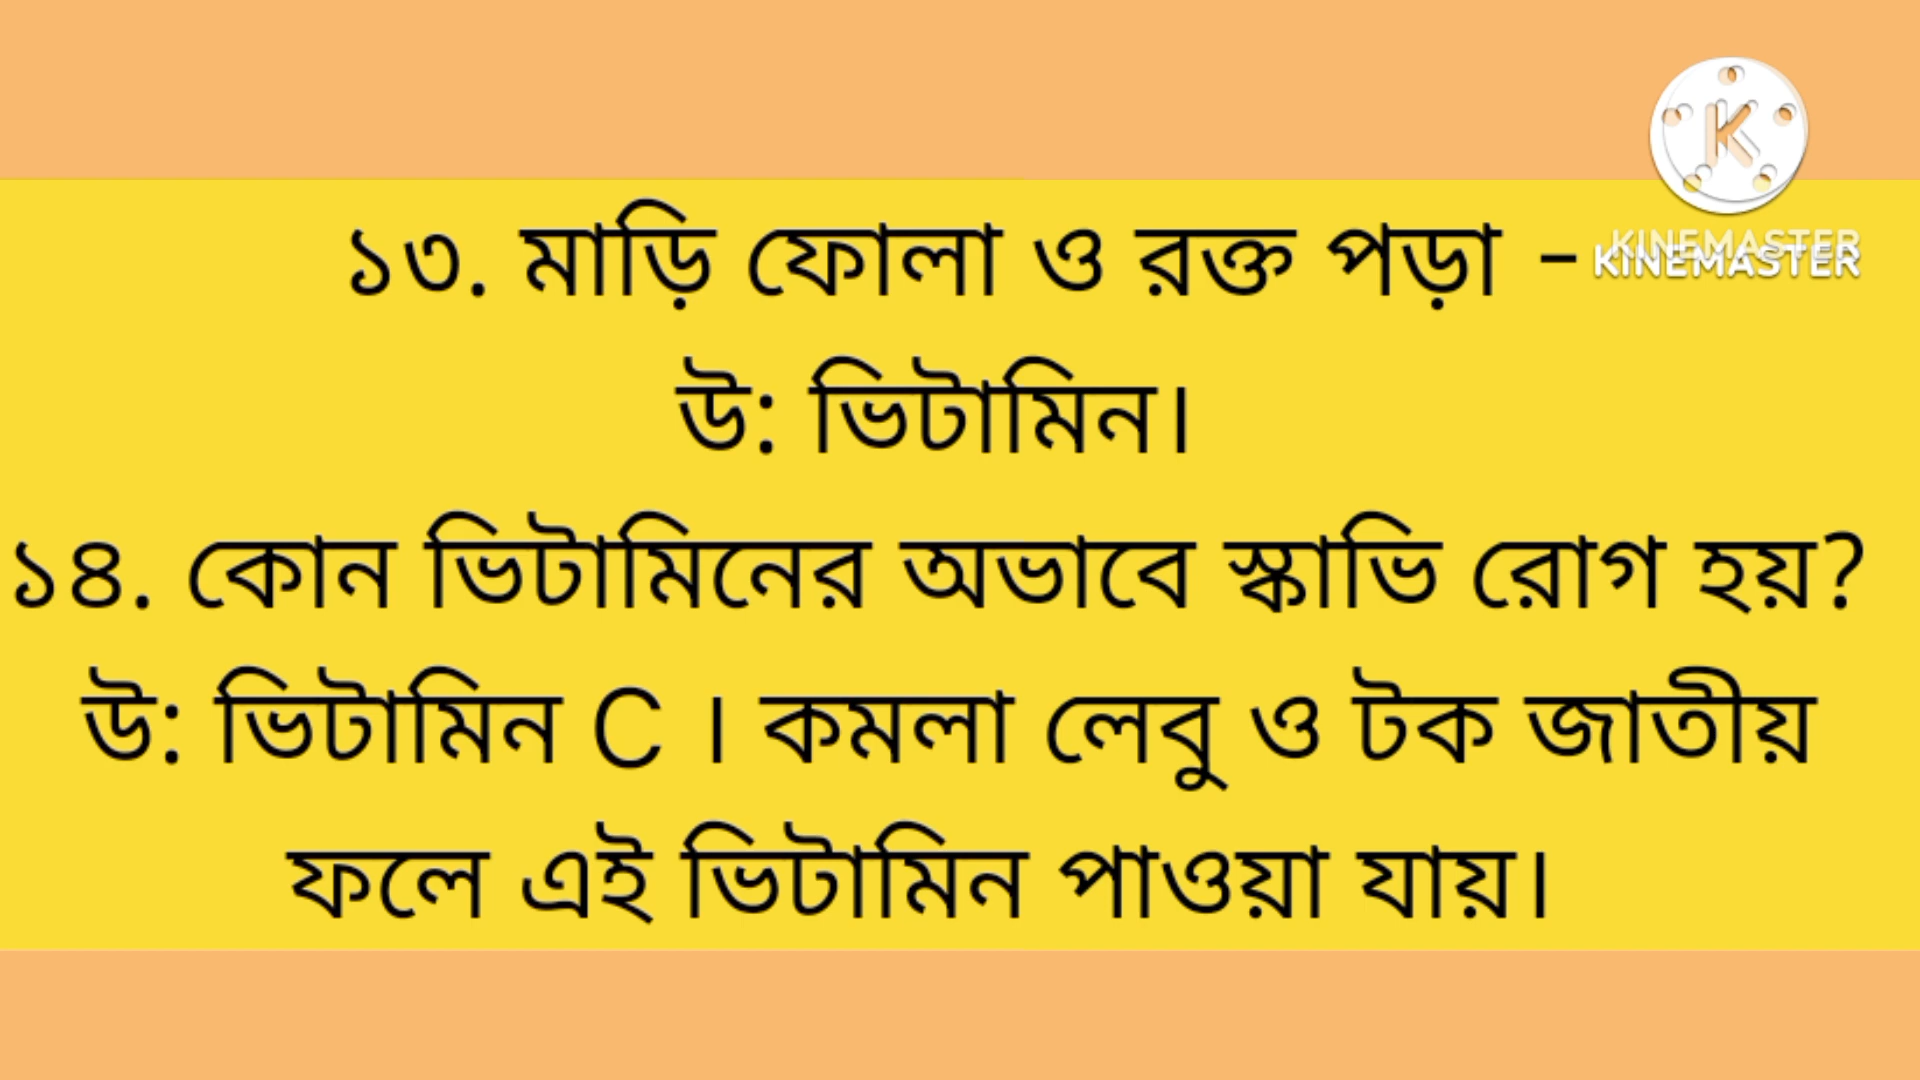 ১৩. মাড়ি ফোলা ও রক্ত পড়া -
উ: ভিটামিন।
১৪. কোন ভিটামিনের অভাবে স্কাভি রোগ হয়?
উ: ভিটামিন C । কমলা লেবু ও টক জাতীয়
ফলে এই ভিটামিন পাওয়া যায়।
K
KINEMASTER
KINEMASTER